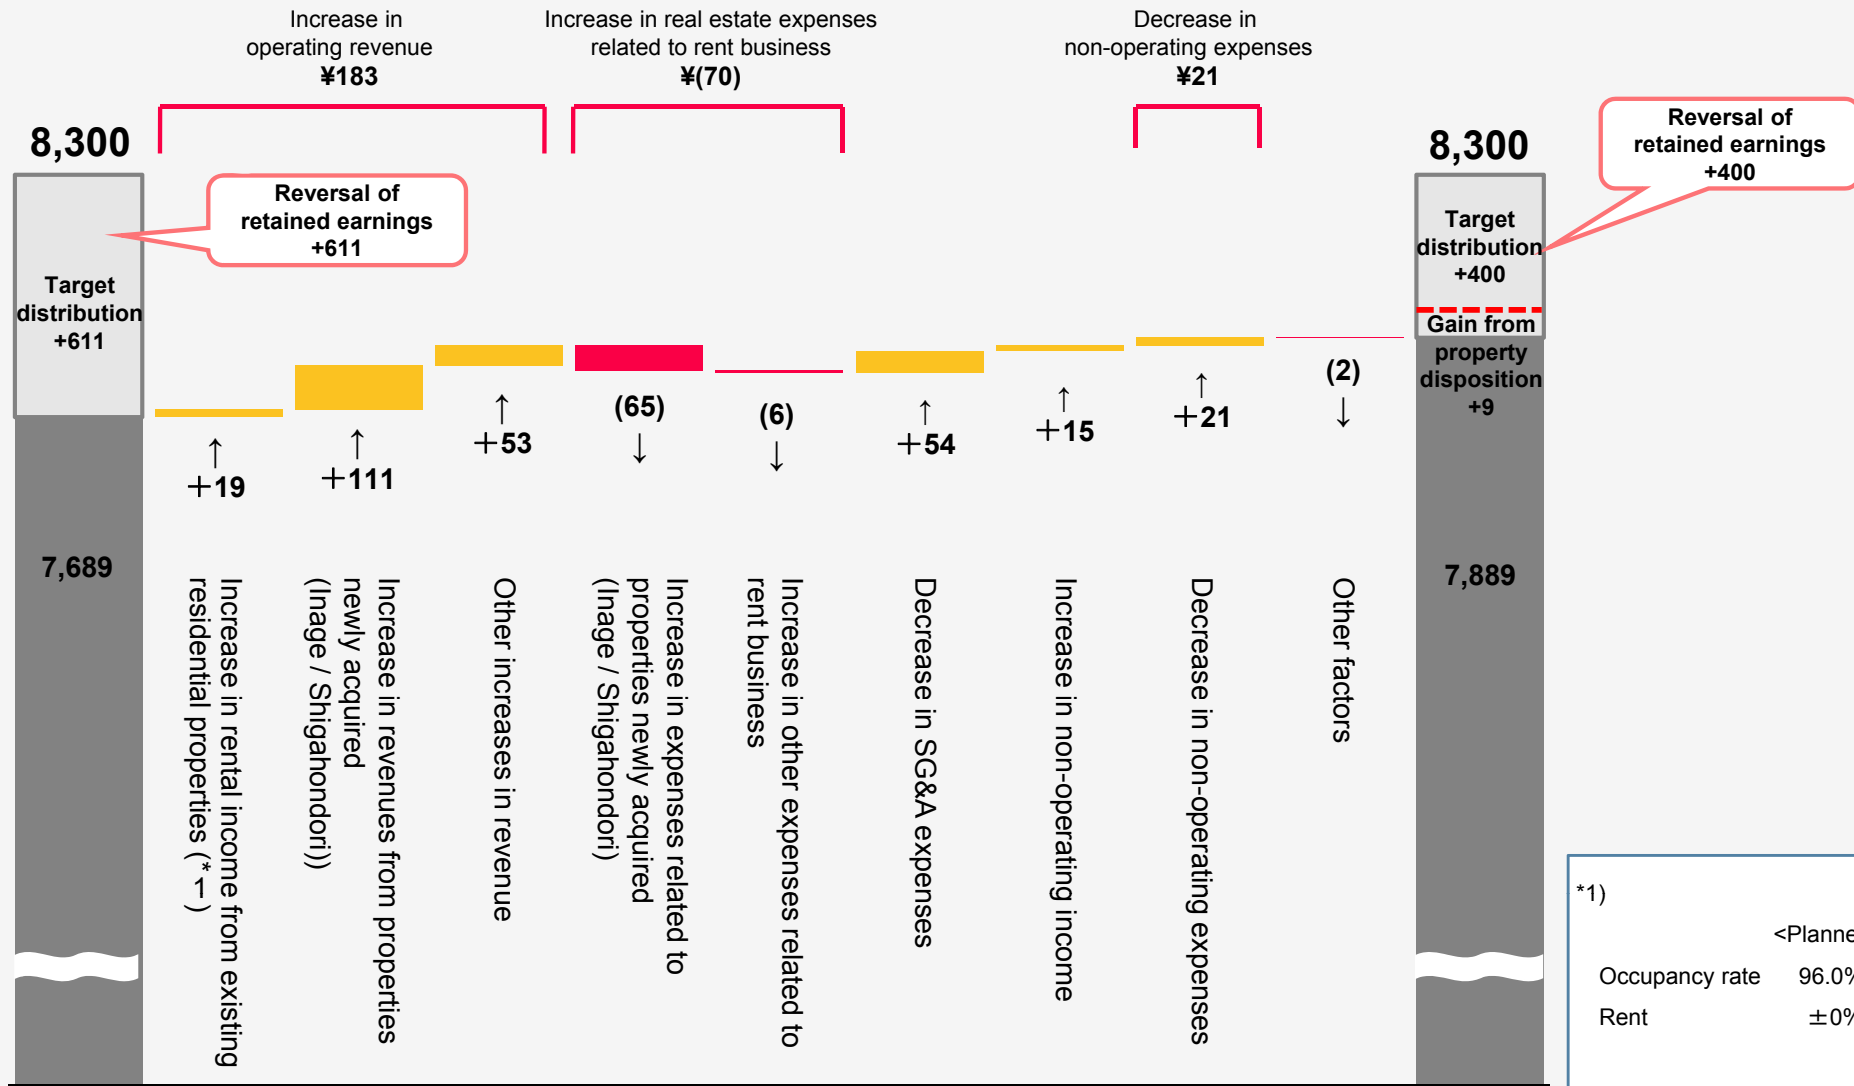 Increase in
operating revenue
¥183
Increase in real estate expenses
related to rent business
¥(70)
Decrease in
non-operating expenses
¥21
8,300
Reversal of
retained earnings
+611
Target
distribution
+611
7,689
8,300
Reversal of
retained earnings
+400
Target
distribution
+400
Gain from
property
disposition
+9
7,889
↑
+19
↑
+111
↑
+53
(65)
↓
(6)
↓
↑
+54
↑
+15
↑
+21
(2)
↓
Increase in rental income from existing
residential properties (*1)
Increase in revenues from properties
newly acquired
(Inage / Shigahondori))
Other increases in revenue
Increase in expenses related to
properties newly acquired
(Inage / Shigahondori)
Increase in other expenses related to
rent business
Decrease in SG&A expenses
Increase in non-operating income
Decrease in non-operating expenses
Other factors
*1)
<Planne
Occupancy rate 96.0%
Rent ±0%